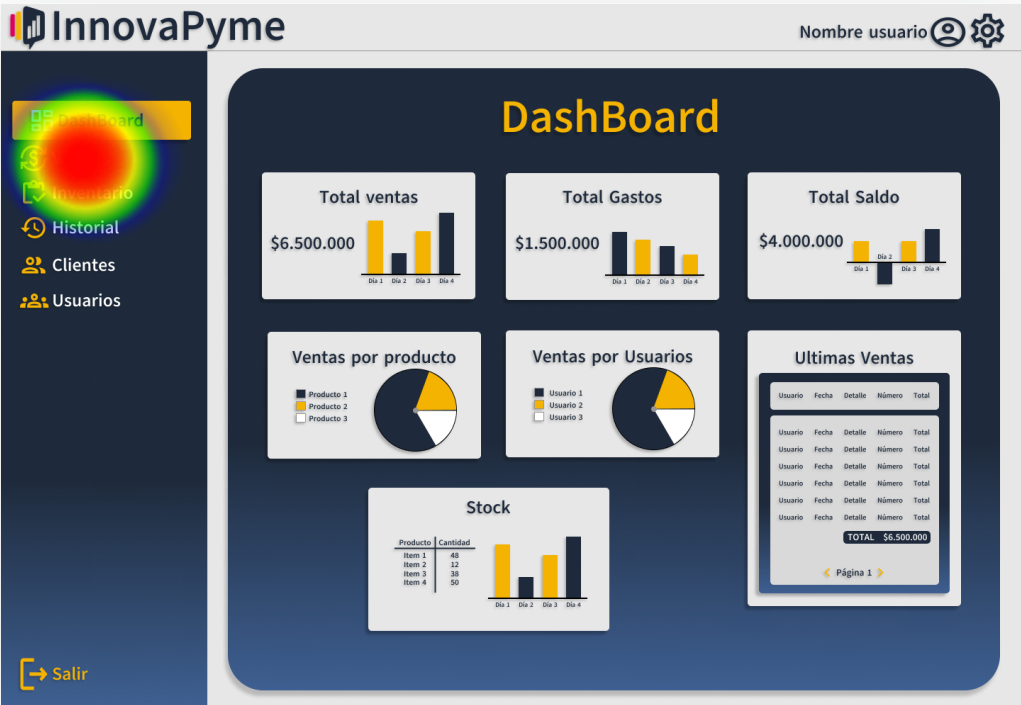 InnovaPyme
Nombre usuario
DashBoard
Inventario
Historial
Clientes
Usuarios
Salir
DashBoard
Total ventas
$6.500.000
Día 1 Día 2 Día 3 Día 4
Total Gastos
$1.500.000
Día 1 Día 2 Día 3 Día 4
Total Saldo
$4.000.000
Día 2
Día 1 Día 3 Día 4
Ventas por producto
Producto 1
Producto 2
Producto 3
Ventas por Usuarios
Usuario 1
Usuario 2
Usuario 3
Ultimas Ventas
Usuario Fecha Detalle Número Total
Usuario Fecha Detalle Número Total
Usuario Fecha Detalle Número Total
Usuario Fecha Detalle Número Total
Usuario Fecha Detalle Número Total
Usuario Fecha Detalle Número Total
Usuario Fecha Detalle Número Total
TOTAL $6.500.000
Página 1
Stock
Producto Cantidad
Item 1 48
Item 2 12
Item 3 38
Item 4 50
Día 1 Día 2 Día 3 Día 4